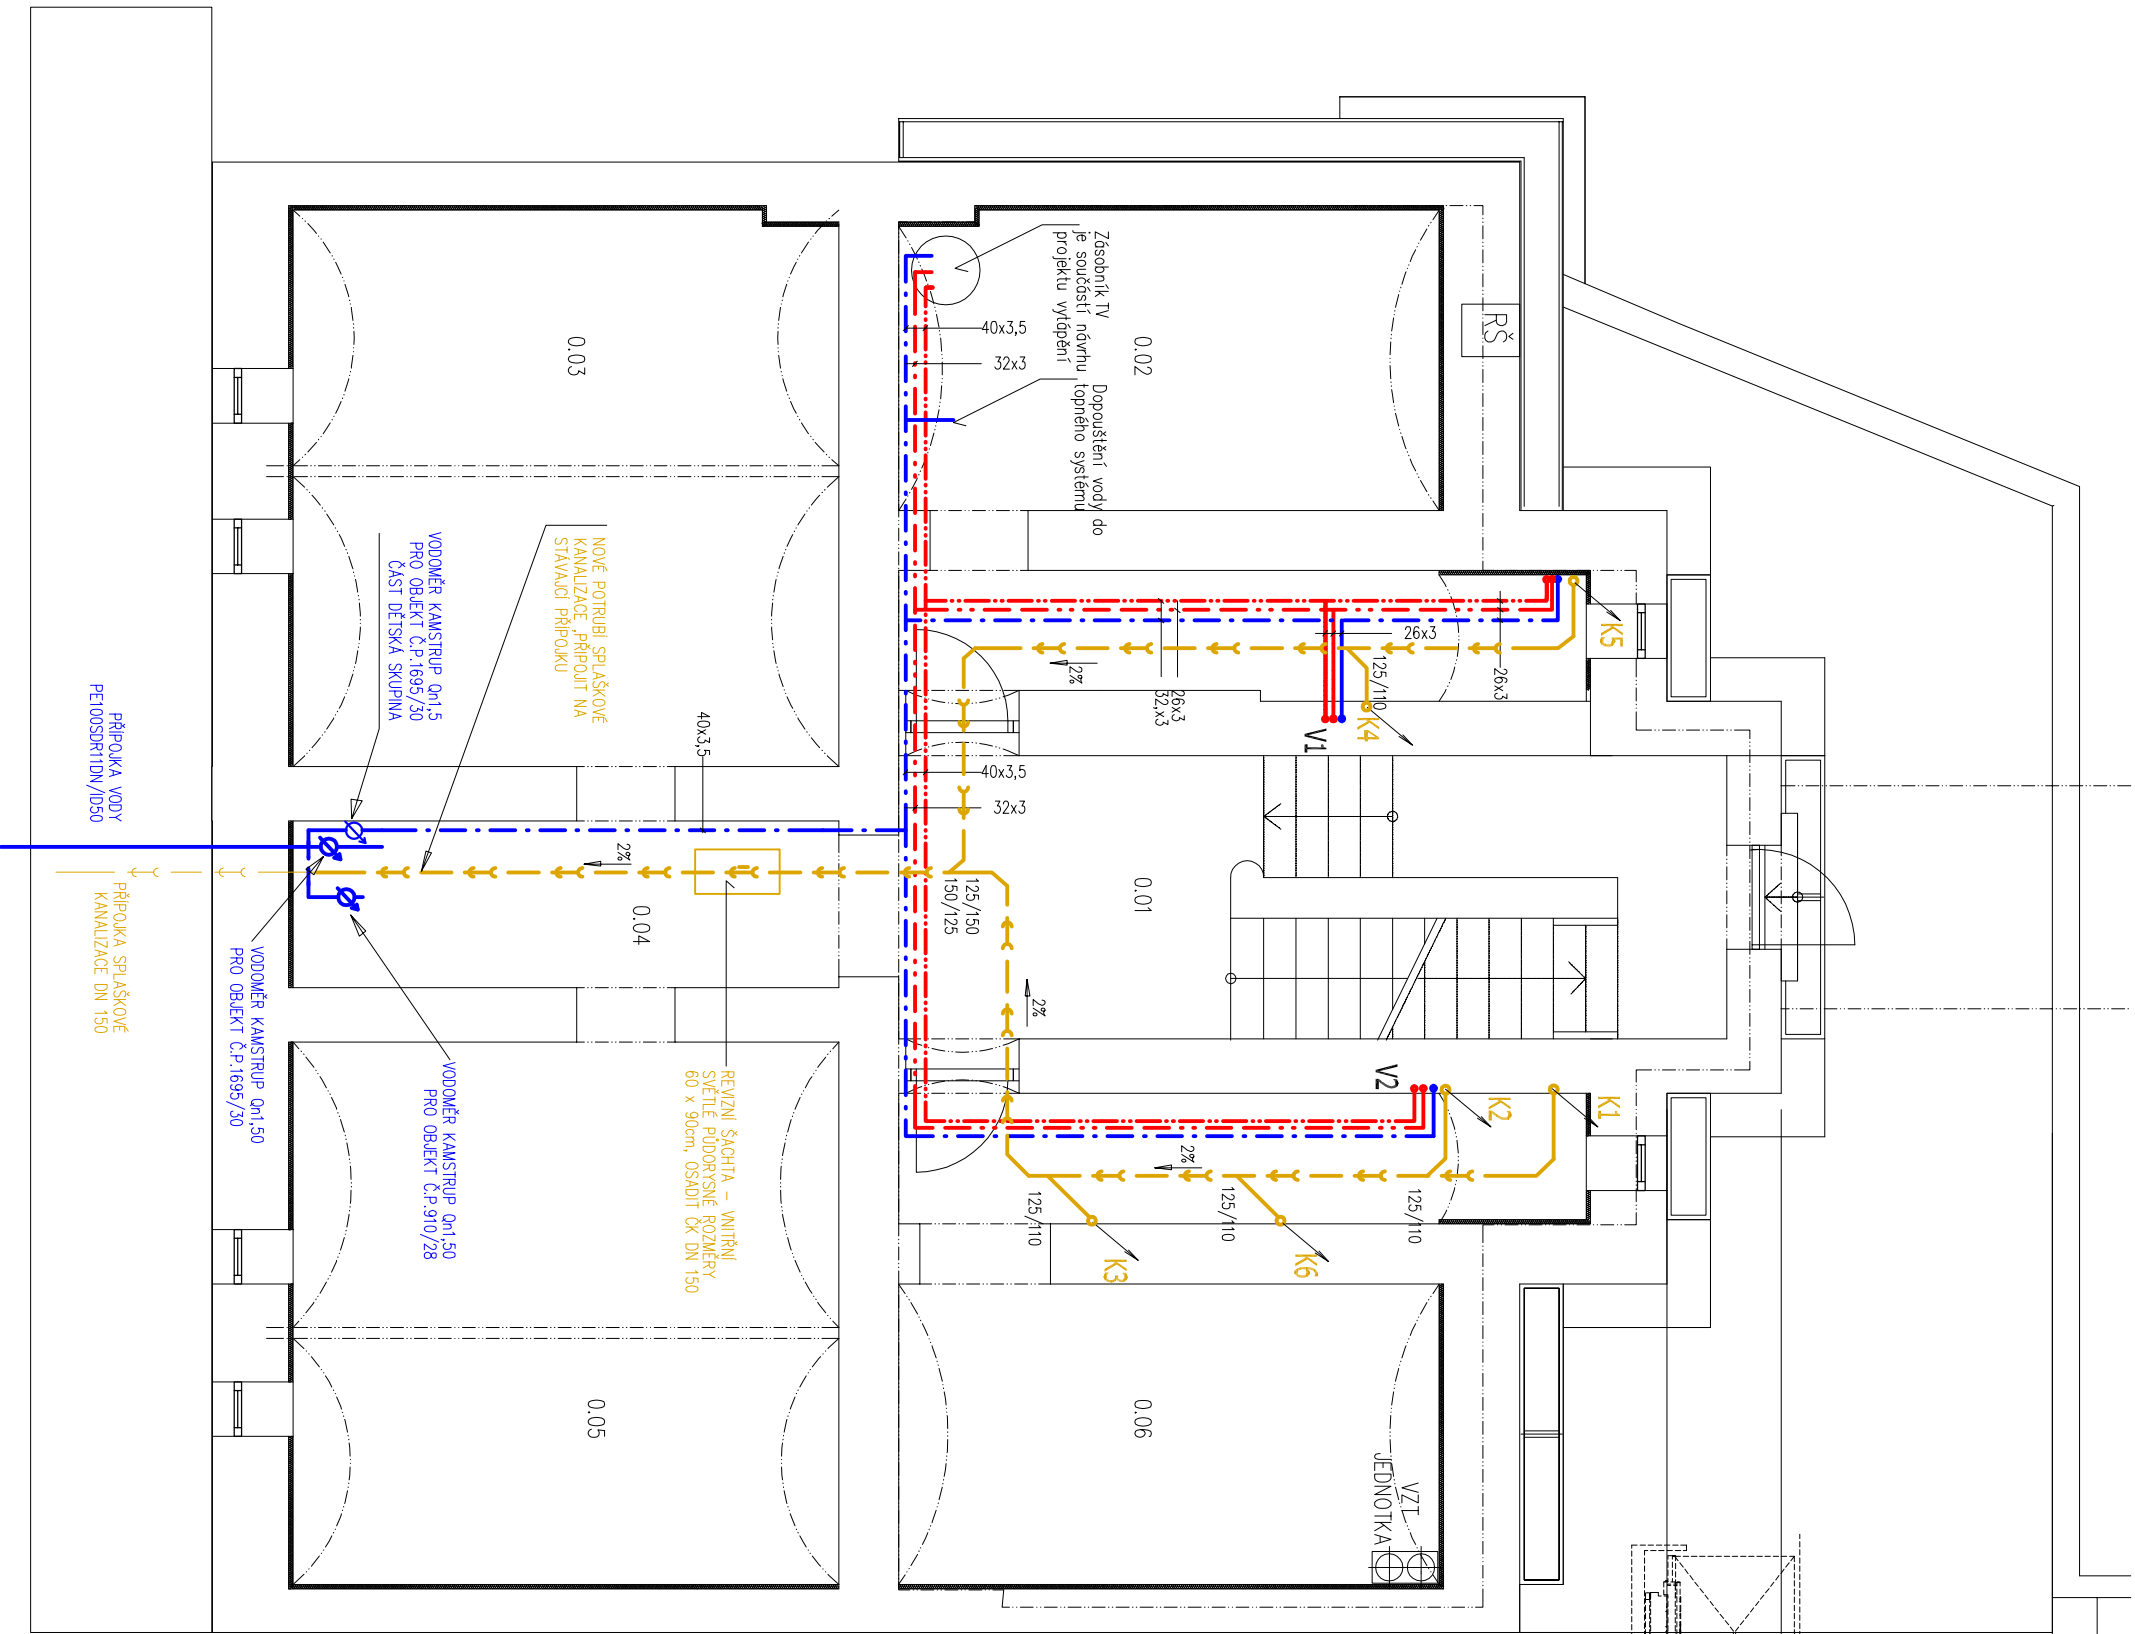 Zásobník TV
je součástí návrhu
projektu vytápění
Dopouštění vody do
topného systému
RŠ
0.03
0.02
40x3,5
32x3
K5
26x3
26x3
125/110
K4
V1
2%
26x3
32,x3
NOVÉ POTRUBÍ SPLAŠKOVÉ
KANALIZACE ,PŘIPOJIT NA
STÁVAJÍCÍ PŘÍPOJKU
VODOMĚR KAMSTRUP Qn1,5
PRO OBJEKT Č.P.1695/30
ČÁST DĚTSKÁ SKUPINA
PŘÍPOJKA VODY
PE100SDR11DN/ID50
40x3,5
40x3,5
32x3
2%
0.04
125/150
150/125
0.01
2%
PŘÍPOJKA SPLAŠKOVÉ
KANALIZACE DN 150
VODOMĚR KAMSTRUP Qn1,50
PRO OBJEKT Č.P.1695/30
VODOMĚR KAMSTRUP Qn1,50
PRO OBJEKT Č.P.910/28
REVIZNÍ ŠACHTA – VNITŘNÍ
SVĚTLÉ PŮDORYSNÉ ROZMĚRY
60 x 90cm, OSADIT ČK DN 150
V2
K2
K1
2%
125/110
125/110
125/110
K3
K6
0.05
0.06
VZT
JEDNOTKA